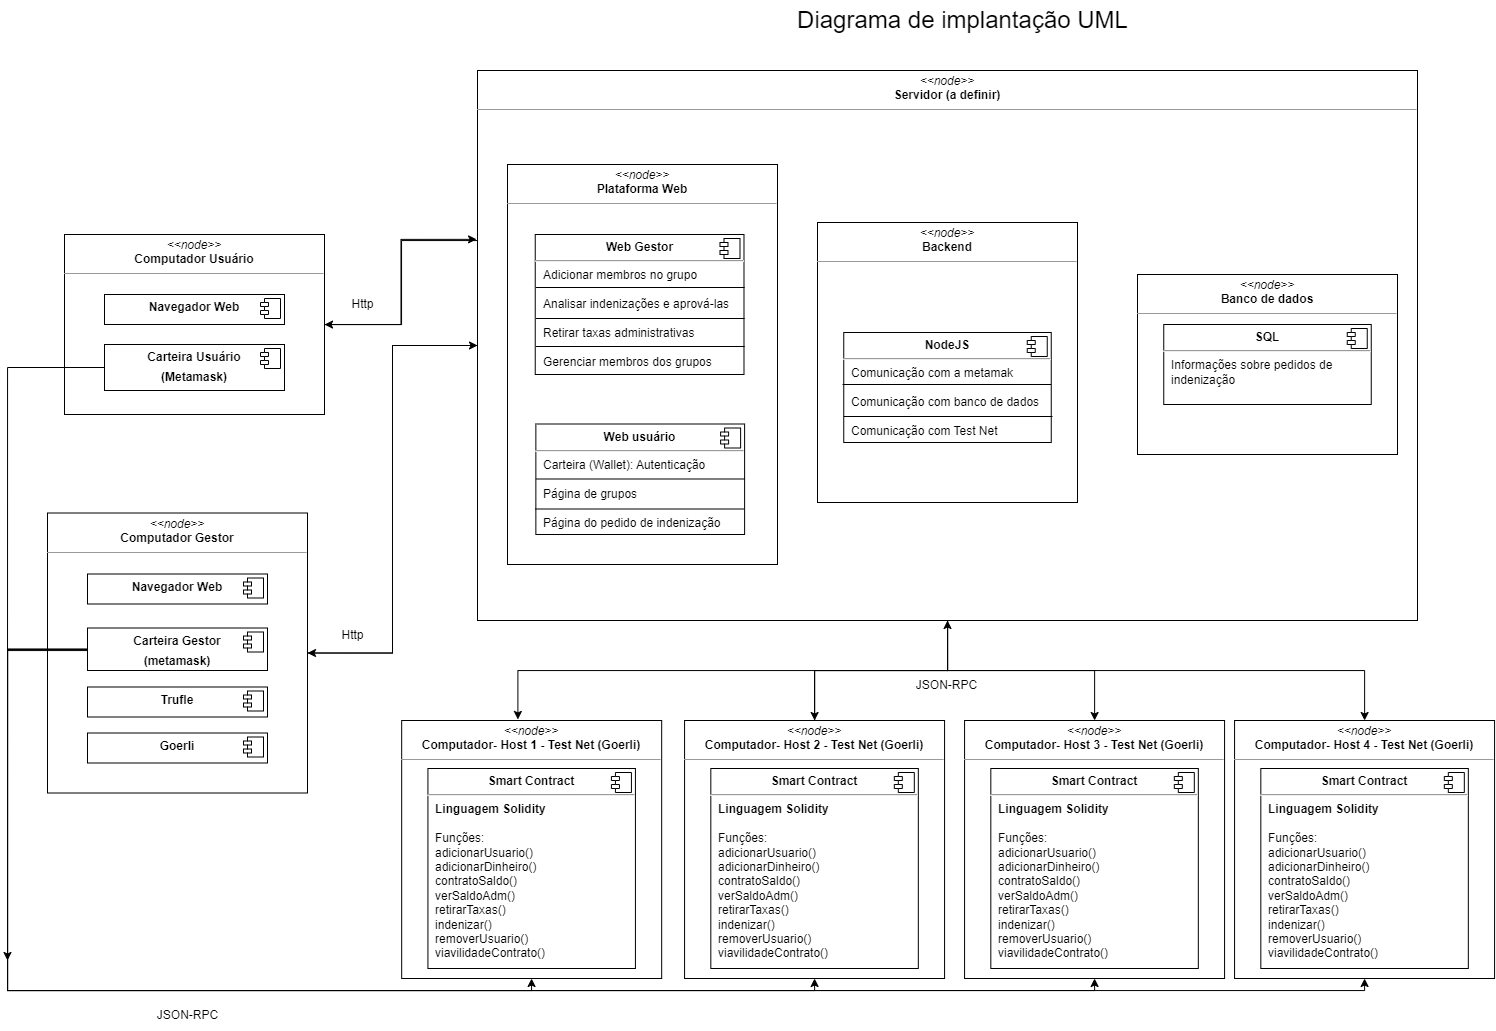 Diagrama de implantação UML
<<node>>
Servidor (a definir)
<<node>>
Plataforma Web
Web Gestor
Adicionar membros no grupo
Analisar indenizações e aprová-las
Retirar taxas administrativas
Gerenciar membros dos grupos
Web usuário
Carteira (Wallet): Autenticação
Página de grupos
Página do pedido de indenização
<<node>>
Backend
NodeJS
Comunicação com a metamak
Comunicação com banco de dados
Comunicação com Test Net
<<node>>
Banco de dados
SQL
Informações sobre pedidos de
indenização
<<node>>
Computador Usuário
Navegador Web
Carteira Usuário
(Metamask)
Http
<<node>>
Computador Gestor
Navegador Web
Carteira Gestor
(metamask)
Trufle
Goerli
Http
JSON-RPC
<<node>>
Computador- Host 1 - Test Net (Goerli)
Smart Contract
Linguagem Solidity
Funções:
adicionarUsuario()
adicionarDinheiro()
contratoSaldo()
verSaldoAdm()
retirarTaxas()
indenizar()
removerUsuario()
viavilidadeContrato()
<<node>>
Computador- Host 2 - Test Net (Goerli)
Smart Contract
Linguagem Solidity
Funções:
adicionarUsuario()
adicionarDinheiro()
contratoSaldo()
verSaldoAdm()
retirarTaxas()
indenizar()
removerUsuario()
viavilidadeContrato()
<<node>>
Computador- Host 3 - Test Net (Goerli)
Smart Contract
Linguagem Solidity
Funções:
adicionarUsuario()
adicionarDinheiro()
contratoSaldo()
verSaldoAdm()
retirarTaxas()
indenizar()
removerUsuario()
viavilidadeContrato()
<<node>>
Computador- Host 4 - Test Net (Goerli)
Smart Contract
Linguagem Solidity
Funções:
adicionarUsuario()
adicionarDinheiro()
contratoSaldo()
verSaldoAdm()
retirarTaxas()
indenizar()
removerUsuario()
viavilidadeContrato()
JSON-RPC